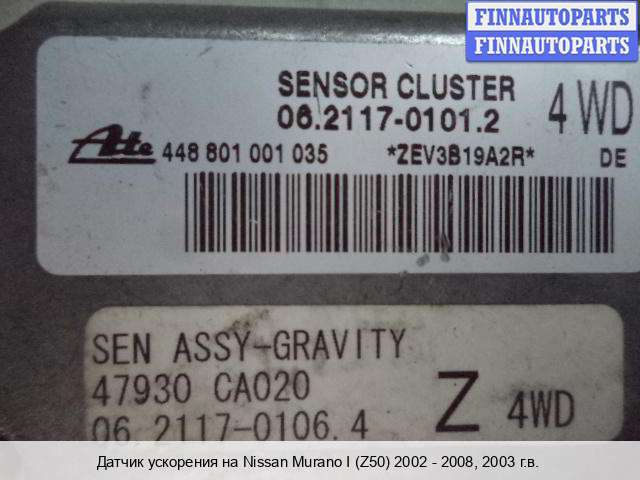 FINNAUTOPARTS
FINNAUTOPARTS
SENSOR CLUSTER
06.2117-0101.2 4 WD
Ate 448 801 001 035 *ZEV3B19A2R* DE
SEN ASSY-GRAVITY
47930 CA020
06.2117-0106.4 Z 4WD
Датчик ускорения на Nissan Murano I (Z50) 2002 - 2008, 2003 г.в.